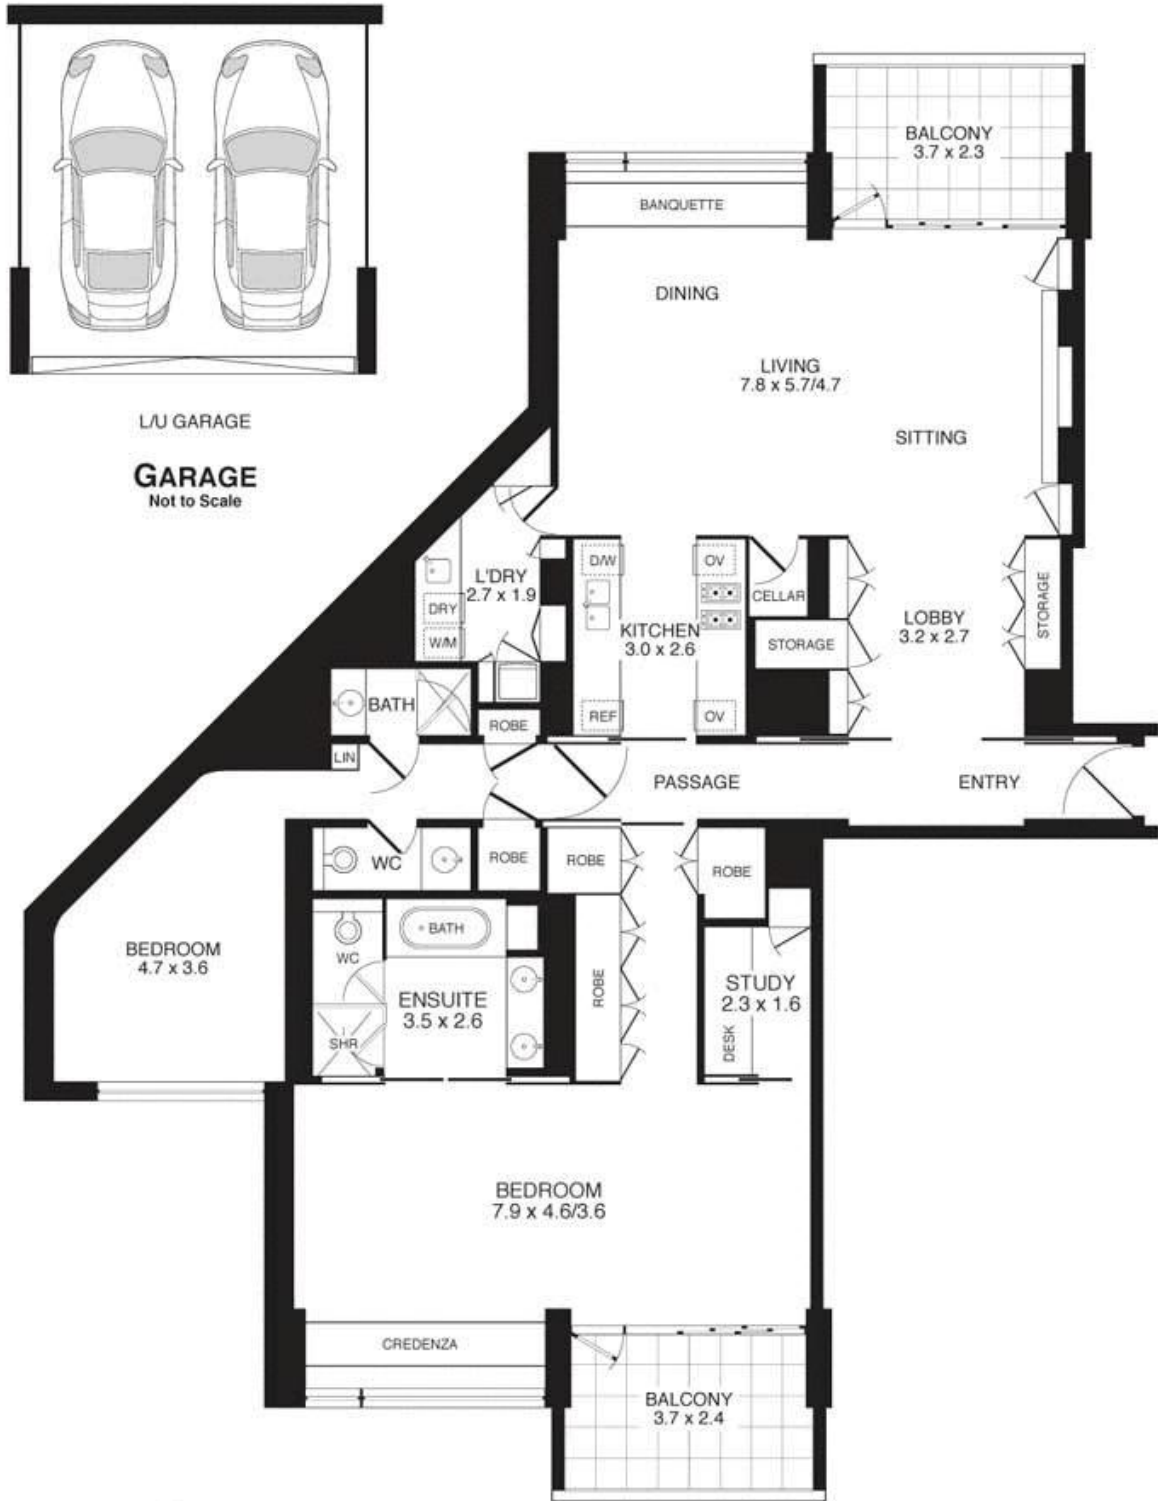 BALCONY
3.7 x 2.3
BANQUETTE
DINING
LIVING
7.8 x 5.7/4.7
SITTING
L/U GARAGE
GARAGE
Not to Scale
D/W
OV
L'DRY
2.7 x 1.9
CELLAR
DRY
W/M
KITCHEN
3.0 x 2.6
STORAGE
LOBBY
3.2 x 2.7
STORAGE
BATH
ROBE
REF
OV
LIN
PASSAGE
ENTRY
WC
ROBE
ROBE
ROBE
BATH
WC
BEDROOM
4.7 x 3.6
ENSUITE
3.5 x 2.6
SHR
ROBE
STUDY
2.3 x 1.6
DESK
BEDROOM
7.9 x 4.6/3.6
CREDENZA
BALCONY
3.7 x 2.4